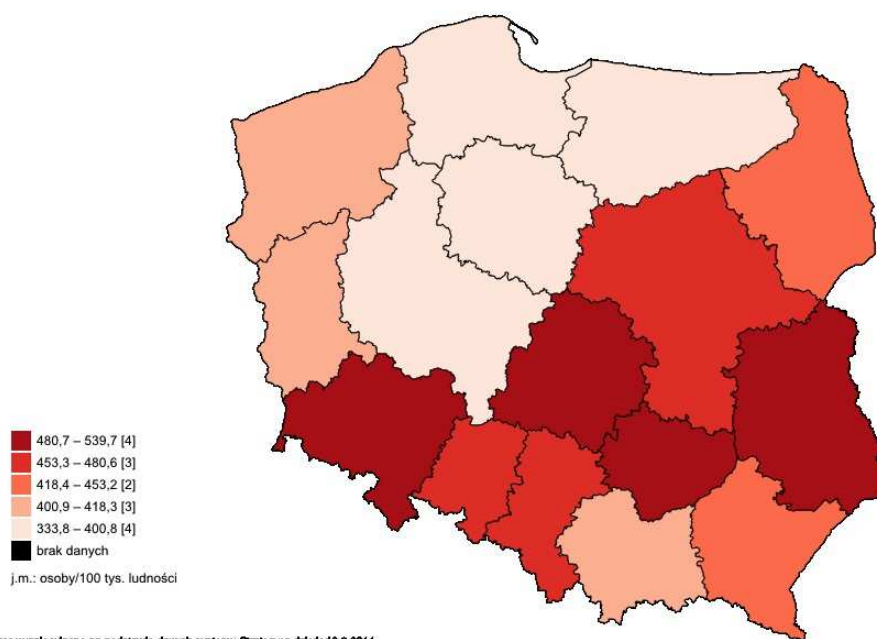 480,7 – 539,7 [4]
453,3 – 480,6 [3]
418,4 – 453,2 [2]
400,9 – 418,3 [3]
333,8 – 400,8 [4]
brak danych
j.m.: osoby/100 tys. ludności